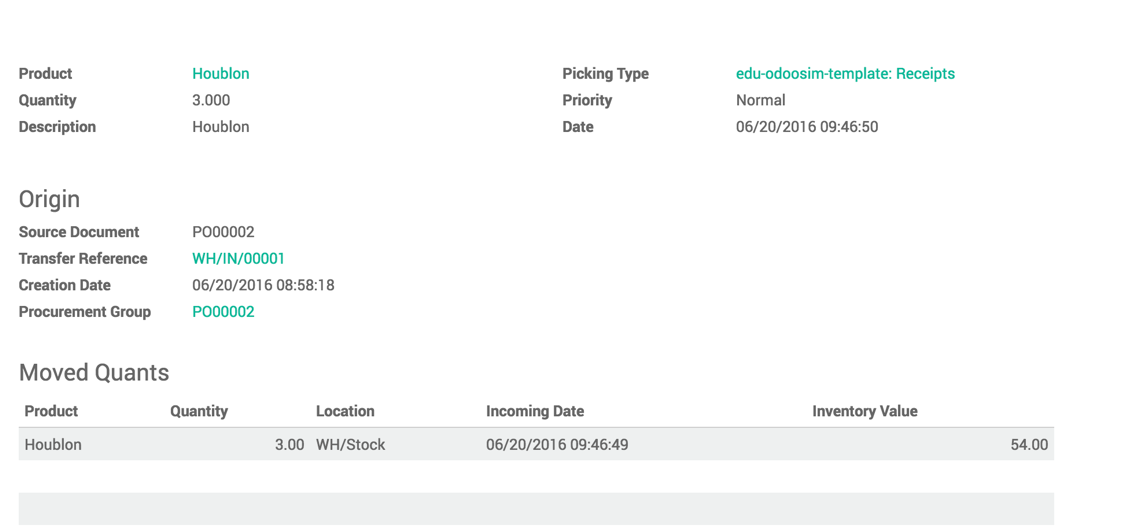 Product Houblon Picking Type edu-odoosim-template: Receipts
Quantity 3.000 Priority Normal
Description Houblon Date 06/20/2016 09:46:50
Origin
Source Document PO00002
Transfer Reference WH/IN/00001
Creation Date 06/20/2016 08:58:18
Procurement Group PO00002
Moved Quants
Product Quantity Location Incoming Date Inventory Value
Houblon 3.00 WH/Stock 06/20/2016 09:46:49 54.00